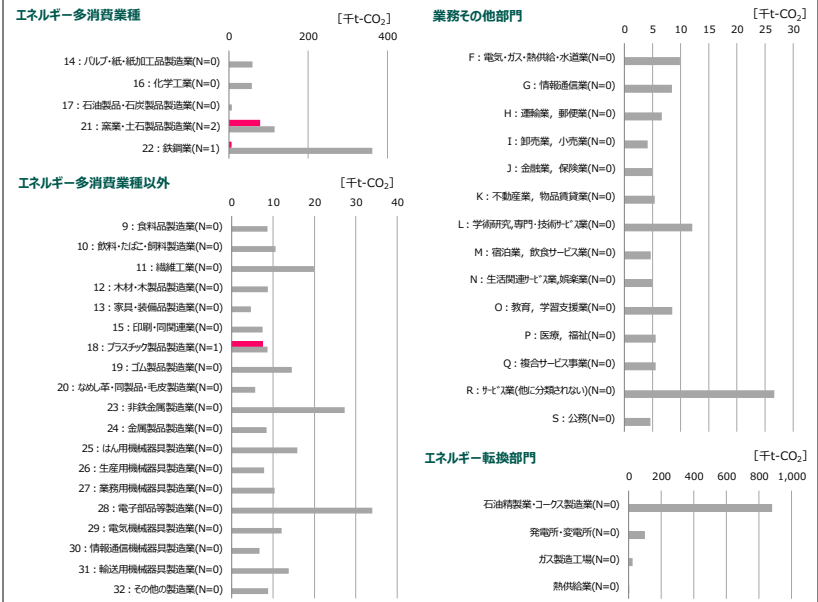 エネルギー多消費業種
[千t-CO₂]
0 200 400
14：パルプ・紙・紙加工品製造業(N=0)
16：化学工業(N=0)
17：石油製品・石炭製品製造業(N=0)
21：窯業・土石製品製造業(N=2)
22：鉄鋼業(N=1)
エネルギー多消費業種以外
[千t-CO₂]
0 10 20 30 40
9：食料品製造業(N=0)
10：飲料・たばこ・飼料製造業(N=0)
11：繊維工業(N=0)
12：木材・木製品製造業(N=0)
13：家具・装備品製造業(N=0)
15：印刷・同関連業(N=0)
18：プラスチック製品製造業(N=1)
19：ゴム製品製造業(N=0)
20：なめし革・同製品・毛皮製造業(N=0)
23：非鉄金属製造業(N=0)
24：金属製品製造業(N=0)
25：はん用機械器具製造業(N=0)
26：生産用機械器具製造業(N=0)
27：業務用機械器具製造業(N=0)
28：電子部品等製造業(N=0)
29：電気機械器具製造業(N=0)
30：情報通信機械器具製造業(N=0)
31：輸送用機械器具製造業(N=0)
32：その他の製造業(N=0)
業務その他部門
[千t-CO₂]
0 5 10 15 20 25 30
F：電気・ガス・熱供給・水道業(N=0)
G：情報通信業(N=0)
H：運輸業，郵便業(N=0)
I：卸売業，小売業(N=0)
J：金融業，保険業(N=0)
K：不動産業，物品賃貸業(N=0)
L：学術研究,専門・技術ｻｰﾋﾞｽ業(N=0)
M：宿泊業，飲食サービス業(N=0)
N：生活関連ｻｰﾋﾞｽ業,娯楽業(N=0)
O：教育，学習支援業(N=0)
P：医療，福祉(N=0)
Q：複合サービス事業(N=0)
R：ｻｰﾋﾞｽ業(他に分類されない)(N=0)
S：公務(N=0)
エネルギー転換部門
[千t-CO₂]
0 200 400 600 800 1,000
石油精製業・コークス製造業(N=0)
発電所・変電所(N=0)
ガス製造工場(N=0)
熱供給業(N=0)